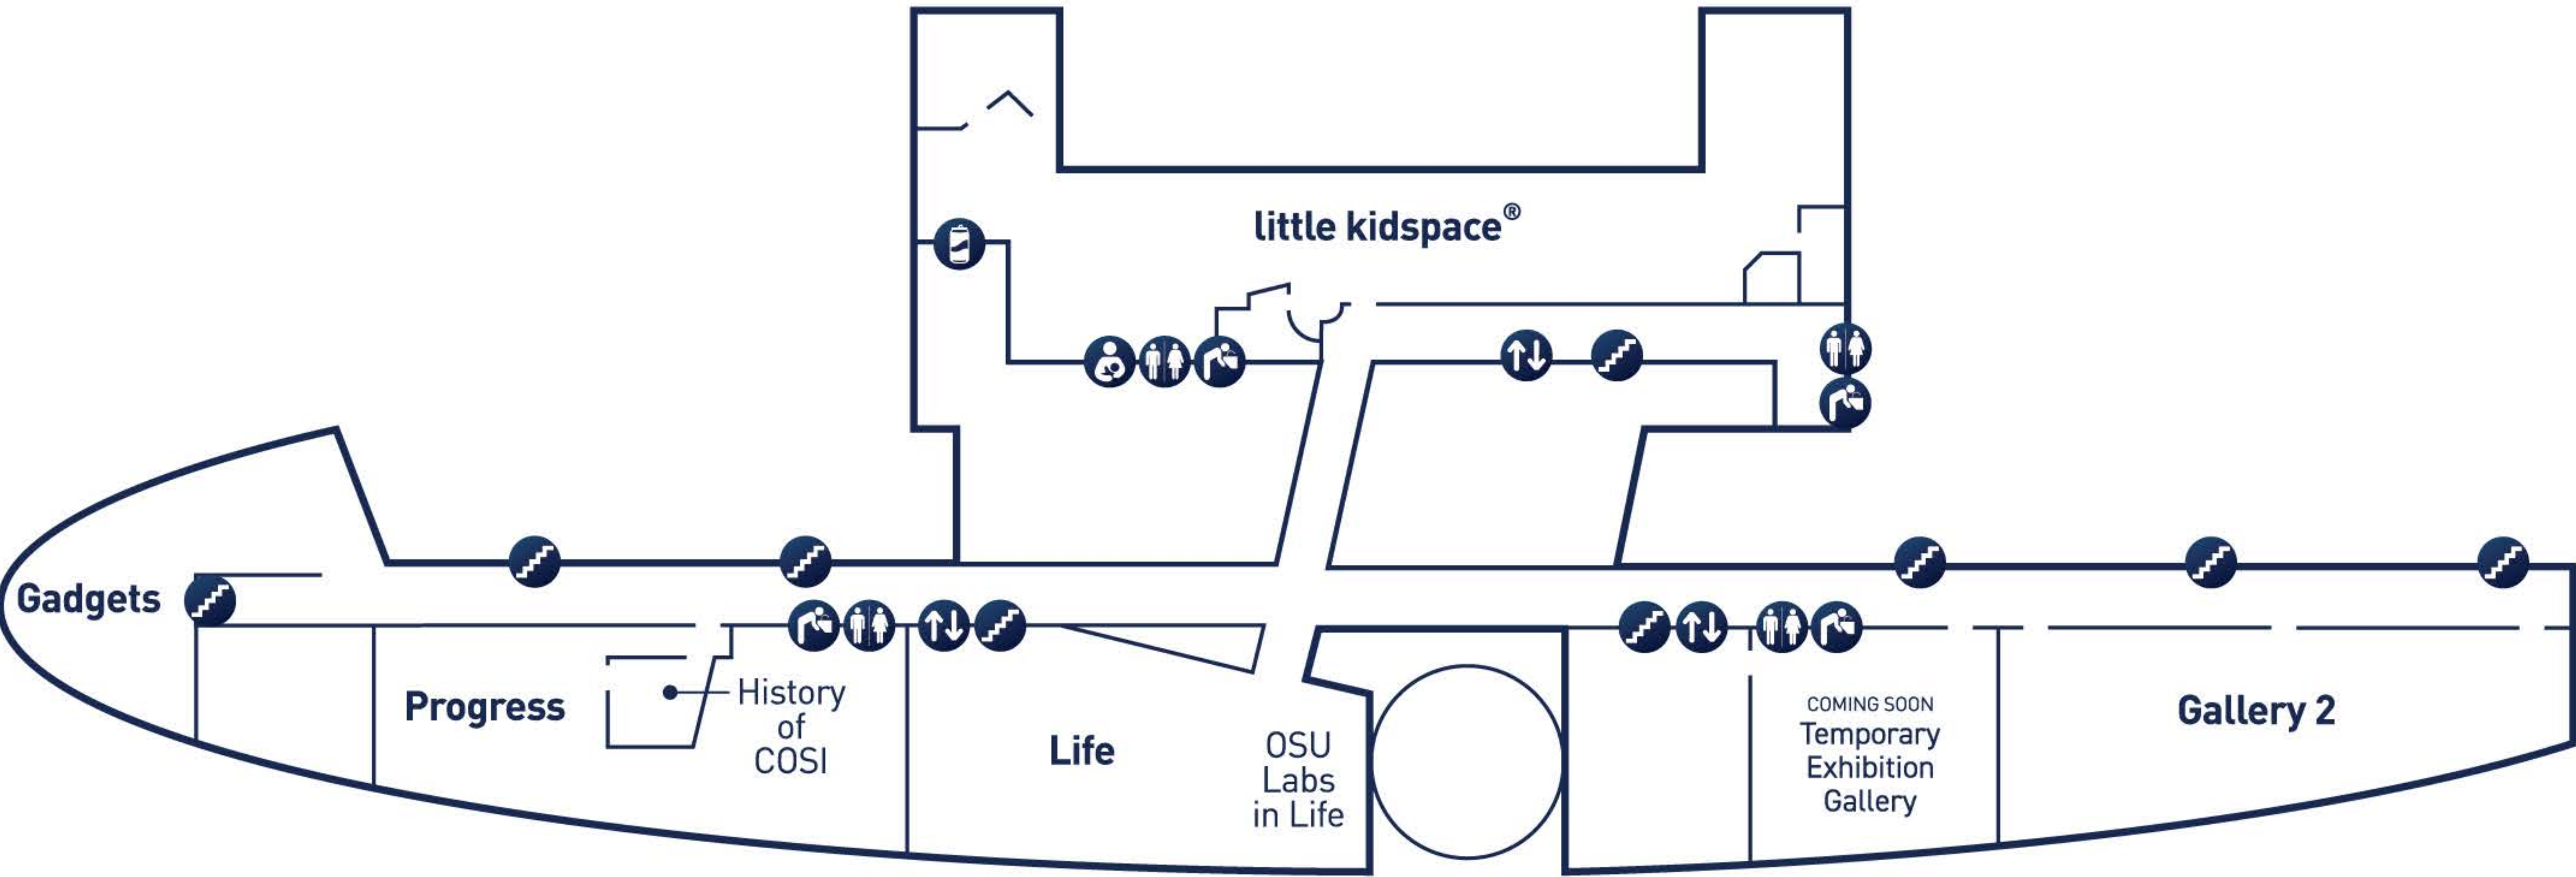 little kidspace®
Gadgets
Progress
History
of
COSI
Life
OSU
Labs
in Life
COMING SOON
Temporary
Exhibition
Gallery
Gallery 2